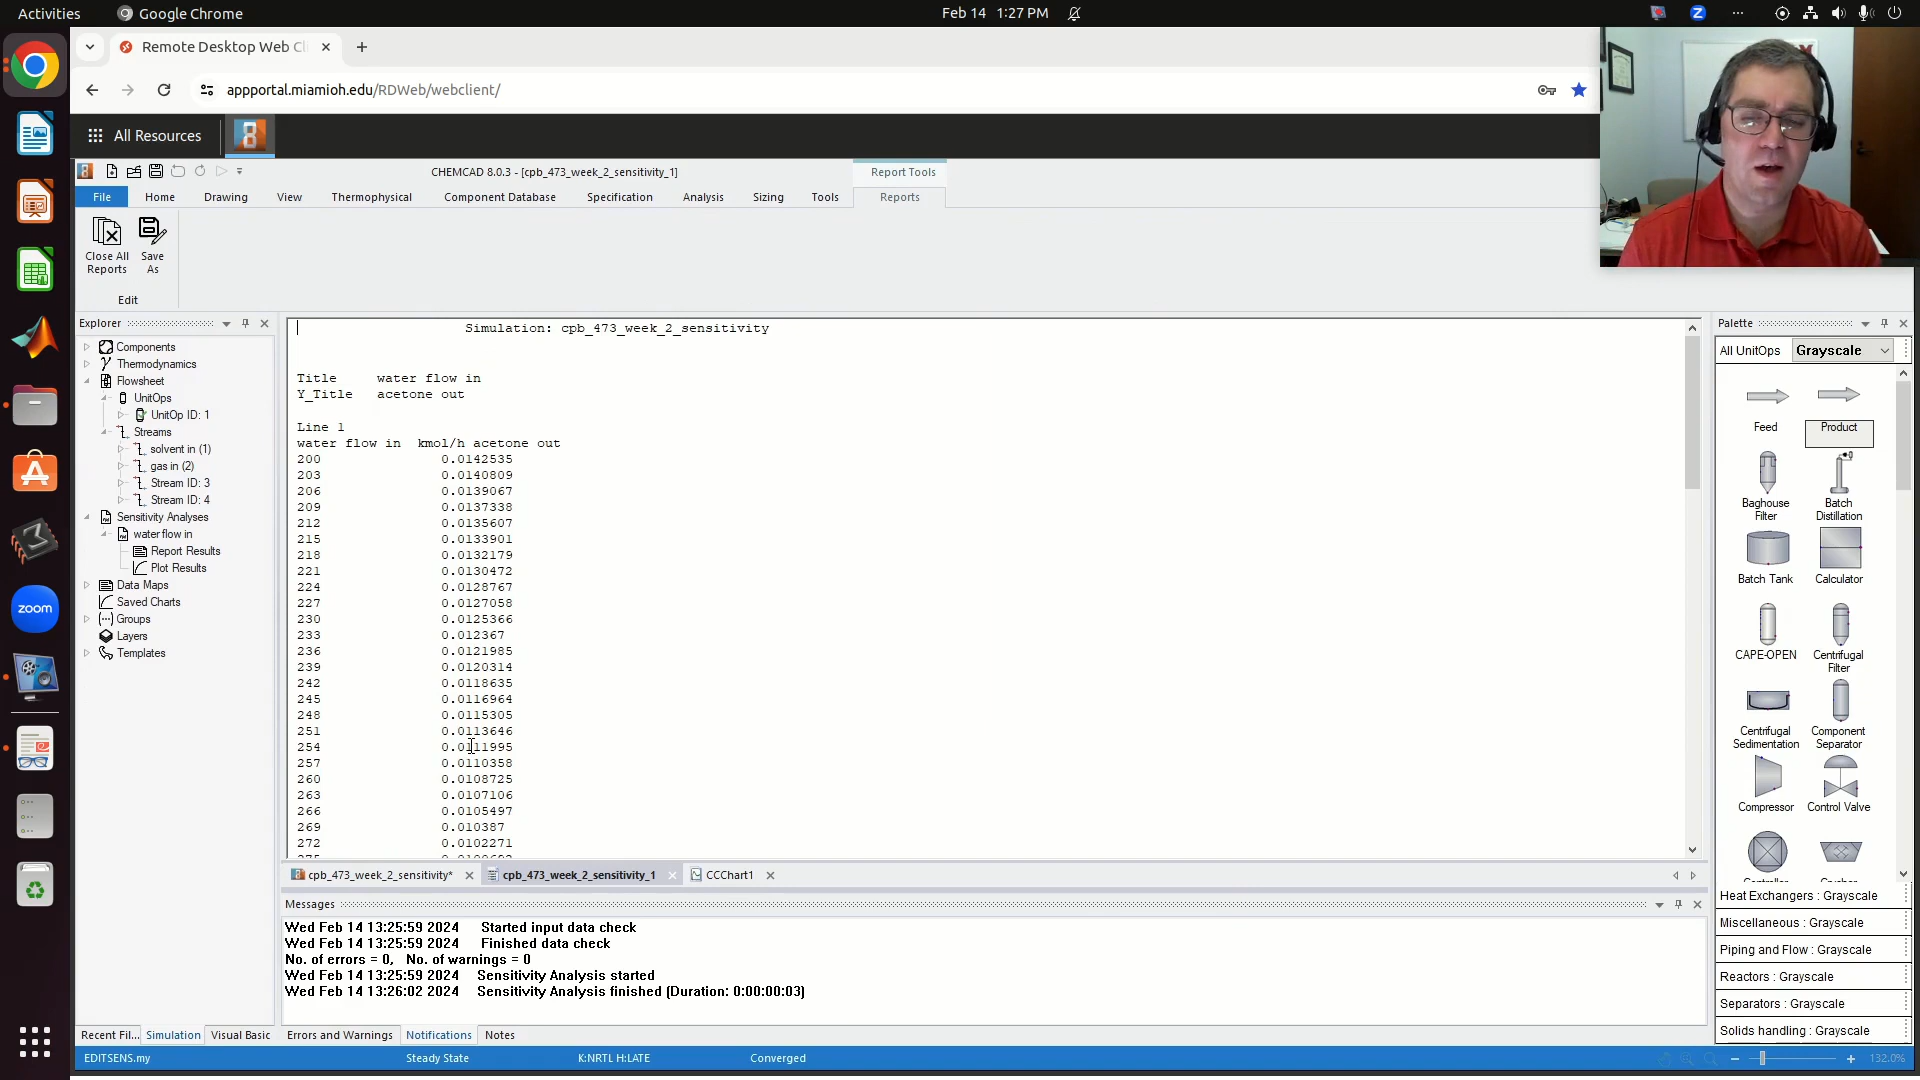 Activities
Google Chrome
Feb 14 1:27 PM
Remote Desktop Web Cl
appportal.miamioh.edu/RDWeb/webclient/
All Resources
CHEMCAD 8.0.3 - [cpb_473_week_2_sensitivity_1]
Report Tools
File Home Drawing View Thermophysical Component Database Specification Analysis Sizing Tools Reports
Close All Reports
Save As
Edit
Explorer
Components
Thermodynamics
Flowsheet
UnitOps
UnitOp ID: 1
Streams
solvent in (1)
gas in (2)
Stream ID: 3
Stream ID: 4
Sensitivity Analyses
water flow in
Report Results
Plot Results
Data Maps
Saved Charts
Groups
Layers
Templates
Simulation: cpb_473_week_2_sensitivity
Title water flow in
Y_Title acetone out
Line 1
water flow in kmol/h acetone out
200 0.0142535
203 0.0140809
206 0.0139067
209 0.0137338
212 0.0135607
215 0.0133901
218 0.0132179
221 0.0130472
224 0.0128767
227 0.0127058
230 0.0125366
233 0.012367
236 0.0121985
239 0.0120314
242 0.0118635
245 0.0116964
248 0.0115305
251 0.0113646
254 0.0111995
257 0.0110358
260 0.0108725
263 0.0107106
266 0.0105497
269 0.010387
272 0.0102271
cpb_473_week_2_sensitivity*
cpb_473_week_2_sensitivity_1
CCChart1
Messages
Wed Feb 14 13:25:59 2024 Started input data check
Wed Feb 14 13:25:59 2024 Finished data check
No. of errors = 0, No. of warnings = 0
Wed Feb 14 13:25:59 2024 Sensitivity Analysis started
Wed Feb 14 13:26:02 2024 Sensitivity Analysis finished (Duration: 0:00:00:03)
Recent Fil... Simulation Visual Basic
Errors and Warnings Notifications Notes
EDITSENS.my
Steady State
K:NRTL H:LATE
Converged
132.0%
Palette
All UnitOps
Grayscale
Feed
Product
Baghouse Filter
Batch Distillation
Batch Tank
Calculator
CAPE-OPEN
Centrifugal Filter
Centrifugal Sedimentation
Component Separator
Compressor
Control Valve
Heat Exchangers : Grayscale
Miscellaneous : Grayscale
Piping and Flow : Grayscale
Reactors : Grayscale
Separators : Grayscale
Solids handling : Grayscale
zoom